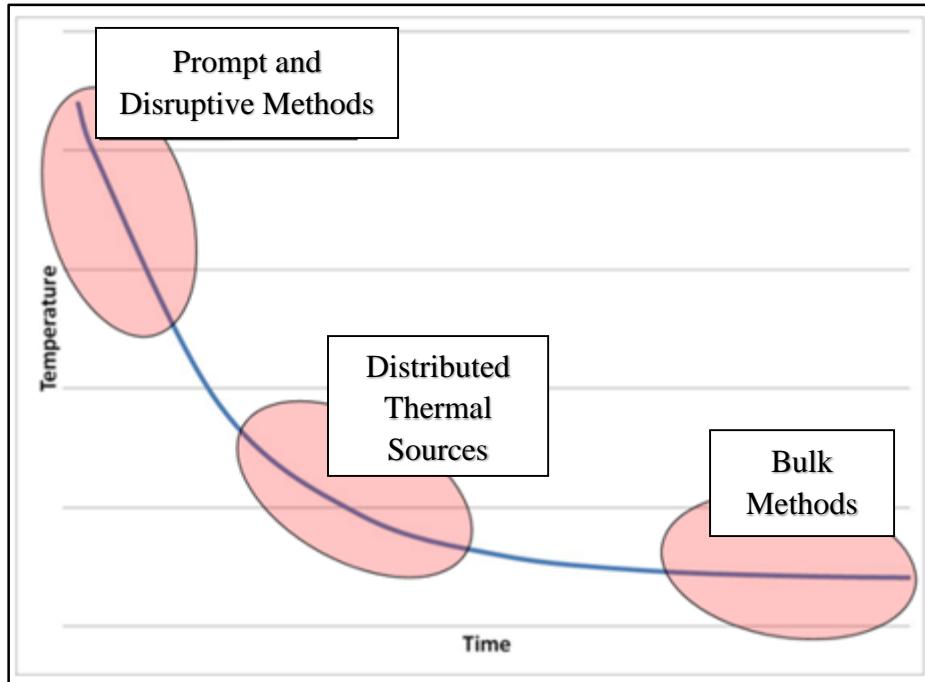 Prompt and
Disruptive Methods
Temperature
Distributed
Thermal
Sources
Bulk
Methods
Time